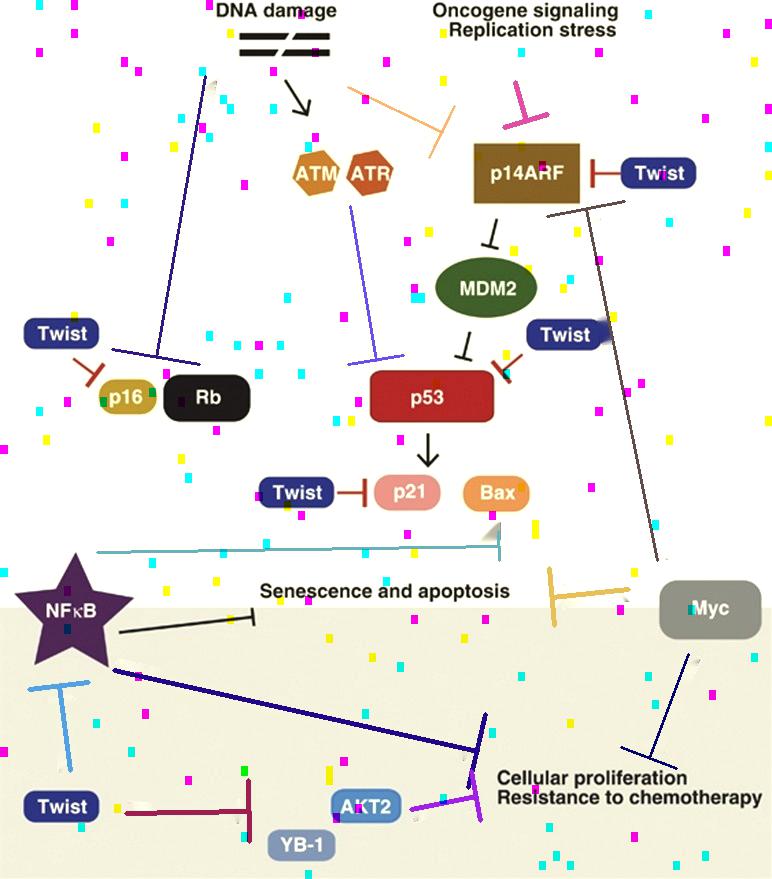 DNA damage
Oncogene signaling
Replication stress
ATM
ATR
p14ARF
Twist
MDM2
Twist
Twist
p16
Rb
p53
Twist
p21
Bax
Senescence and apoptosis
NFκB
Myc
Cellular proliferation
Resistance to chemotherapy
Twist
AKT2
YB-1